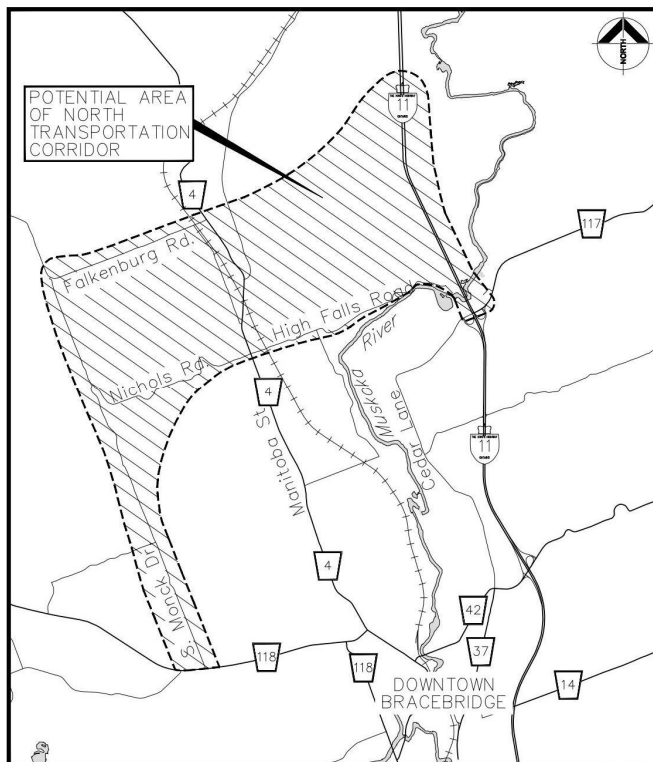 NORTH
11
POTENTIAL AREA
OF NORTH
TRANSPORTATION
CORRIDOR
4
117
Falkenburg Rd.
High Falls Road
Nichols Rd.
Muskoka
River
4
Manitoba St
Cedar Lane
11
4
S. Monck Dr.
42
37
118
118
14
DOWNTOWN
BRACEBRIDGE